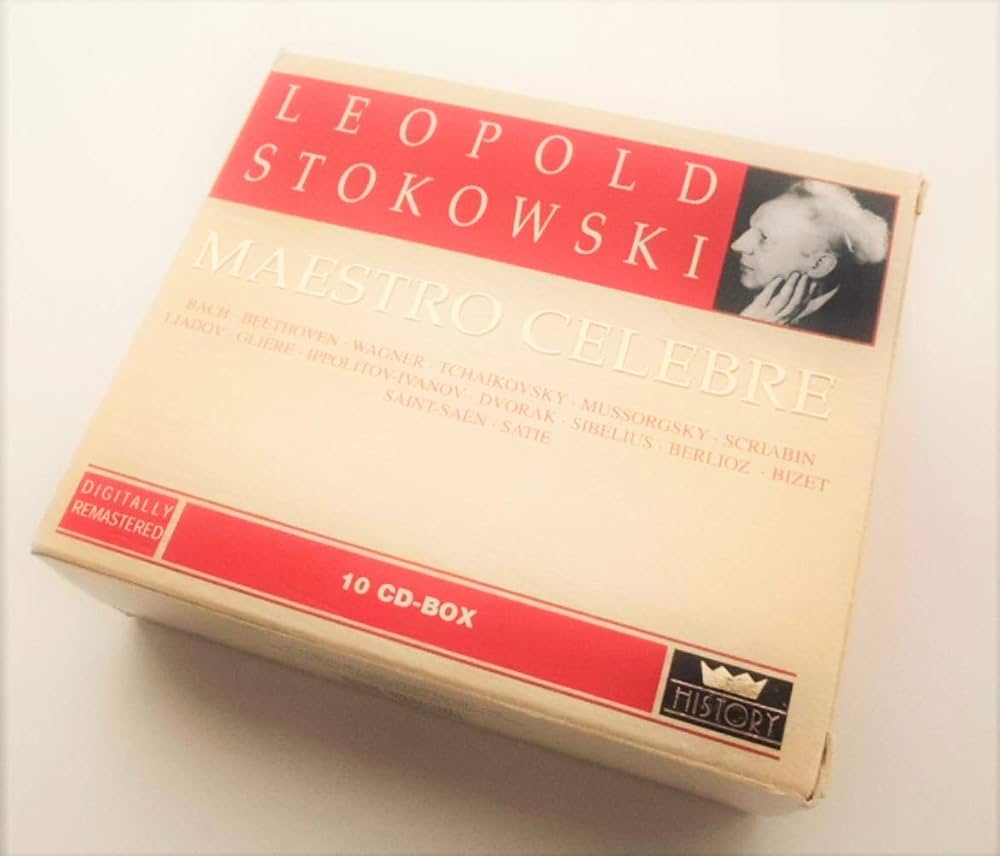 LEOPOLD
STOKOWSKI
MAESTRO CELEBRE
BACH · BEETHOVEN · WAGNER · TCHAIKOVSKY · MUSSORGSKY · SCRIABIN
LIADOV · GLIERE · IPPOLITOV-IVANOV · DVORAK · SIBELIUS · BERLIOZ · BIZET
SAINT-SAEN · SATIE
DIGITALLY
REMASTERED
10 CD-BOX
HISTORY